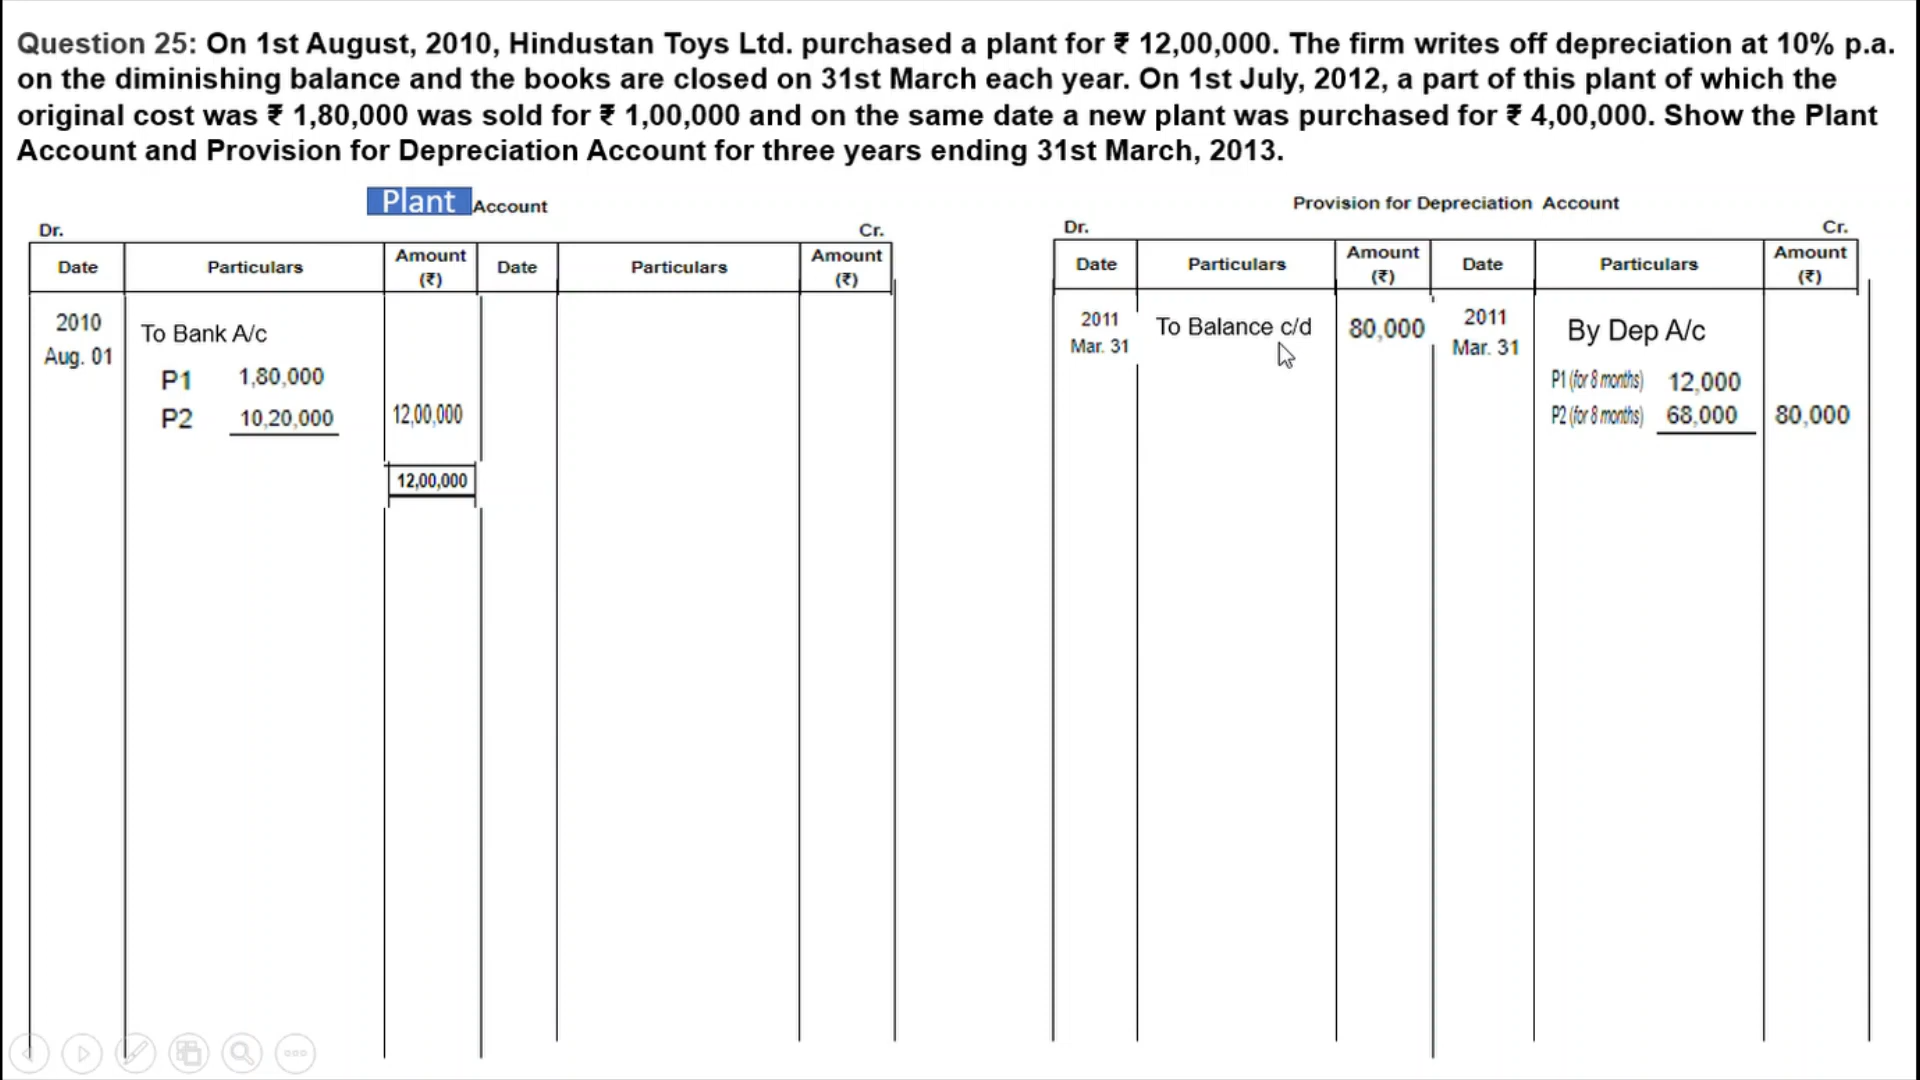 Question 25: On 1st August, 2010, Hindustan Toys Ltd. purchased a plant for ₹ 12,00,000. The firm writes off depreciation at 10% p.a.
on the diminishing balance and the books are closed on 31st March each year. On 1st July, 2012, a part of this plant of which the
original cost was ₹ 1,80,000 was sold for ₹ 1,00,000 and on the same date a new plant was purchased for ₹ 4,00,000. Show the Plant
Account and Provision for Depreciation Account for three years ending 31st March, 2013.
Plant Account
Dr. Cr.
Date Particulars Amount (₹) Date Particulars Amount (₹)
2010
Aug. 01 To Bank A/c
P1 1,80,000
P2 10,20,000 12,00,000
12,00,000
Provision for Depreciation Account
Dr. Cr.
Date Particulars Amount (₹) Date Particulars Amount (₹)
2011
Mar. 31 To Balance c/d 80,000
2011
Mar. 31 By Dep A/c
P1 (for 8 months) 12,000
P2 (for 8 months) 68,000 80,000